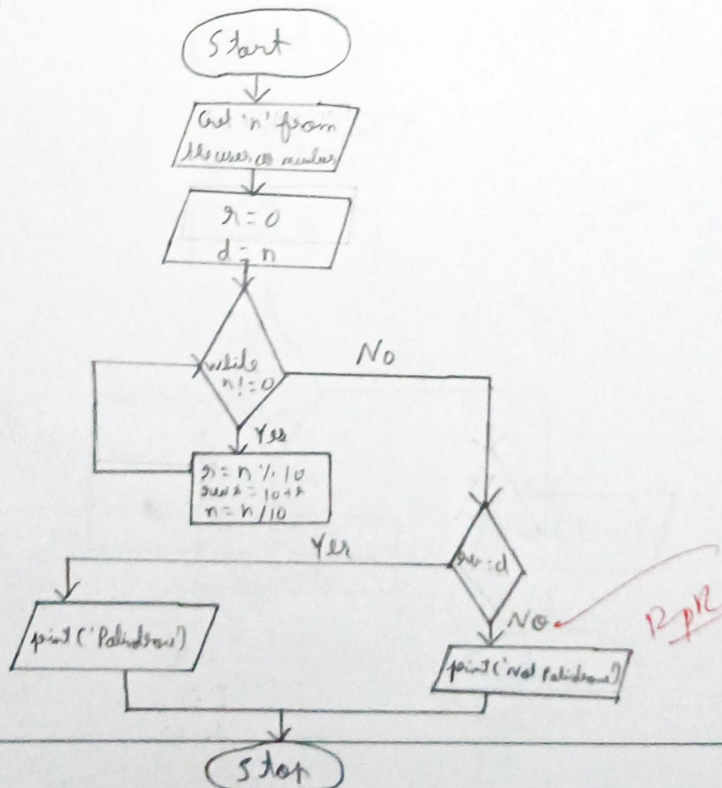 Start
Get 'n' from
the user as number
r = 0
d = n
while
n! = 0
No
Yes
r = n % 10
n = n/10
Yes
NO
print('Palindrome')
print('Not Palindrome')
Stop